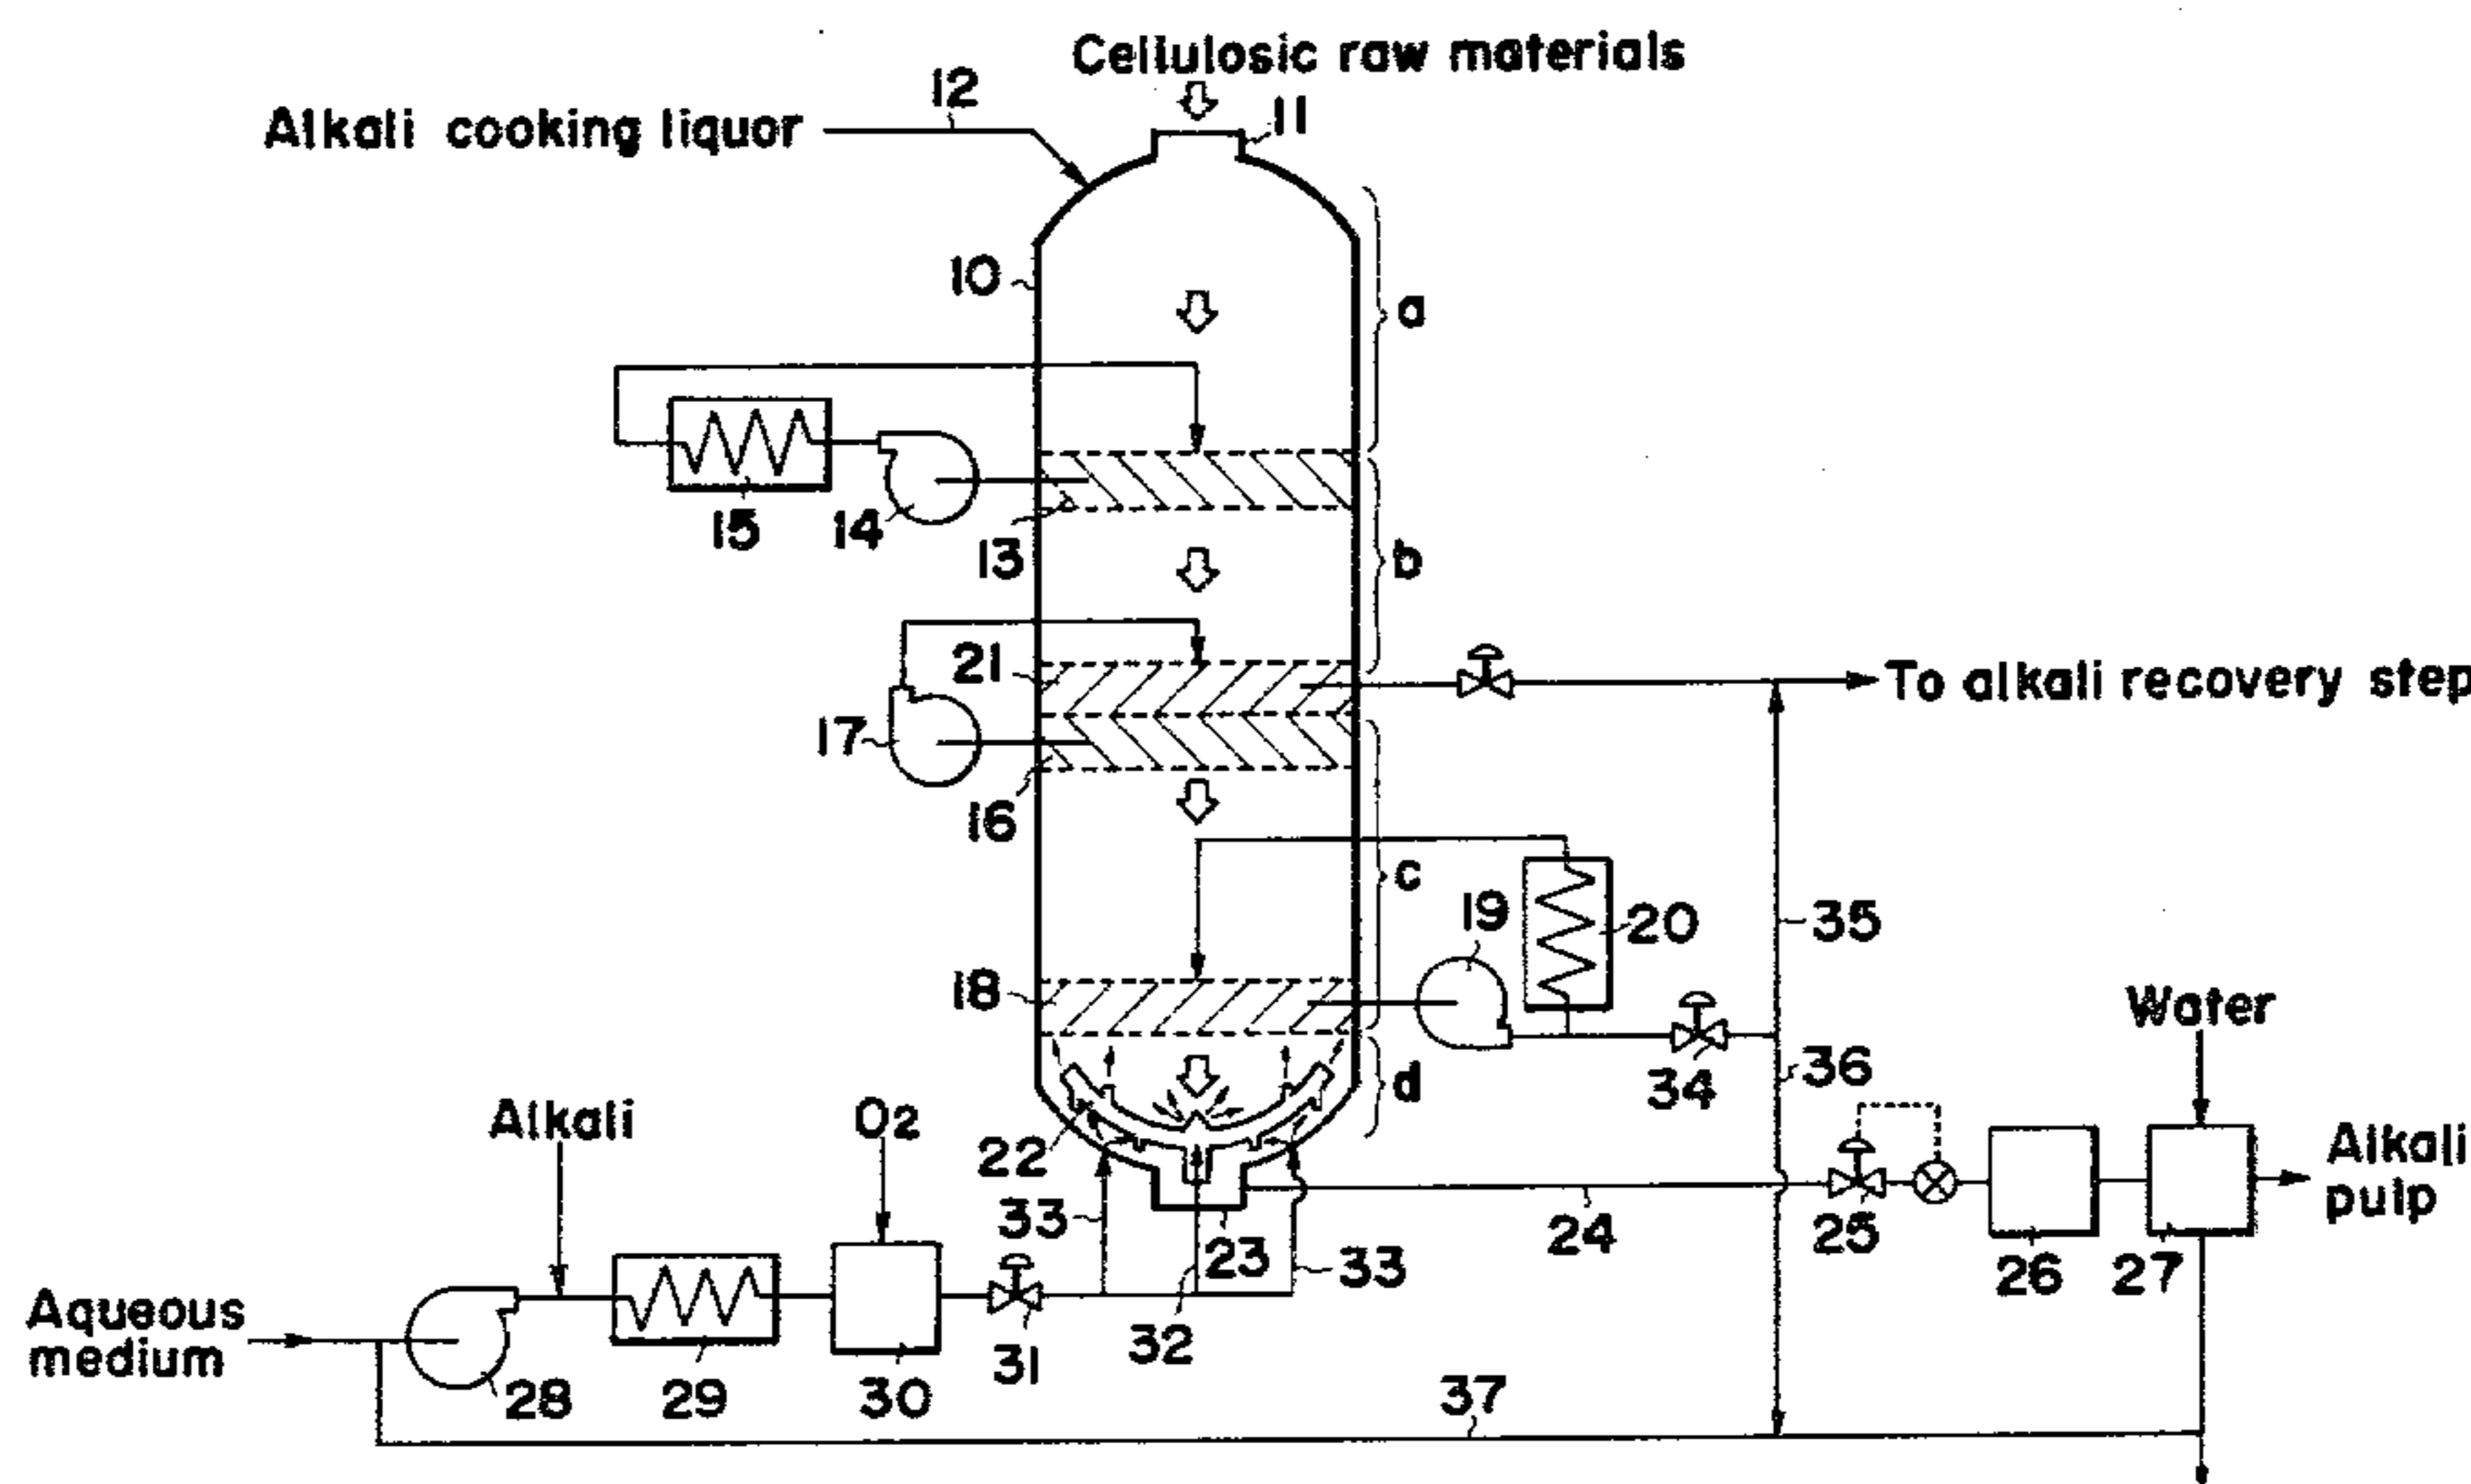 Cellulosic raw materials
12
11
Alkali cooking liquor
10
a
15
14
13
b
21
To alkali recovery step
17
16
c
19
20
35
18
Water
34
36
d
Alkali
O2
22
Alkali
pulp
33
24
25
23
33
26
27
Aqueous
medium
32
31
28
29
30
37